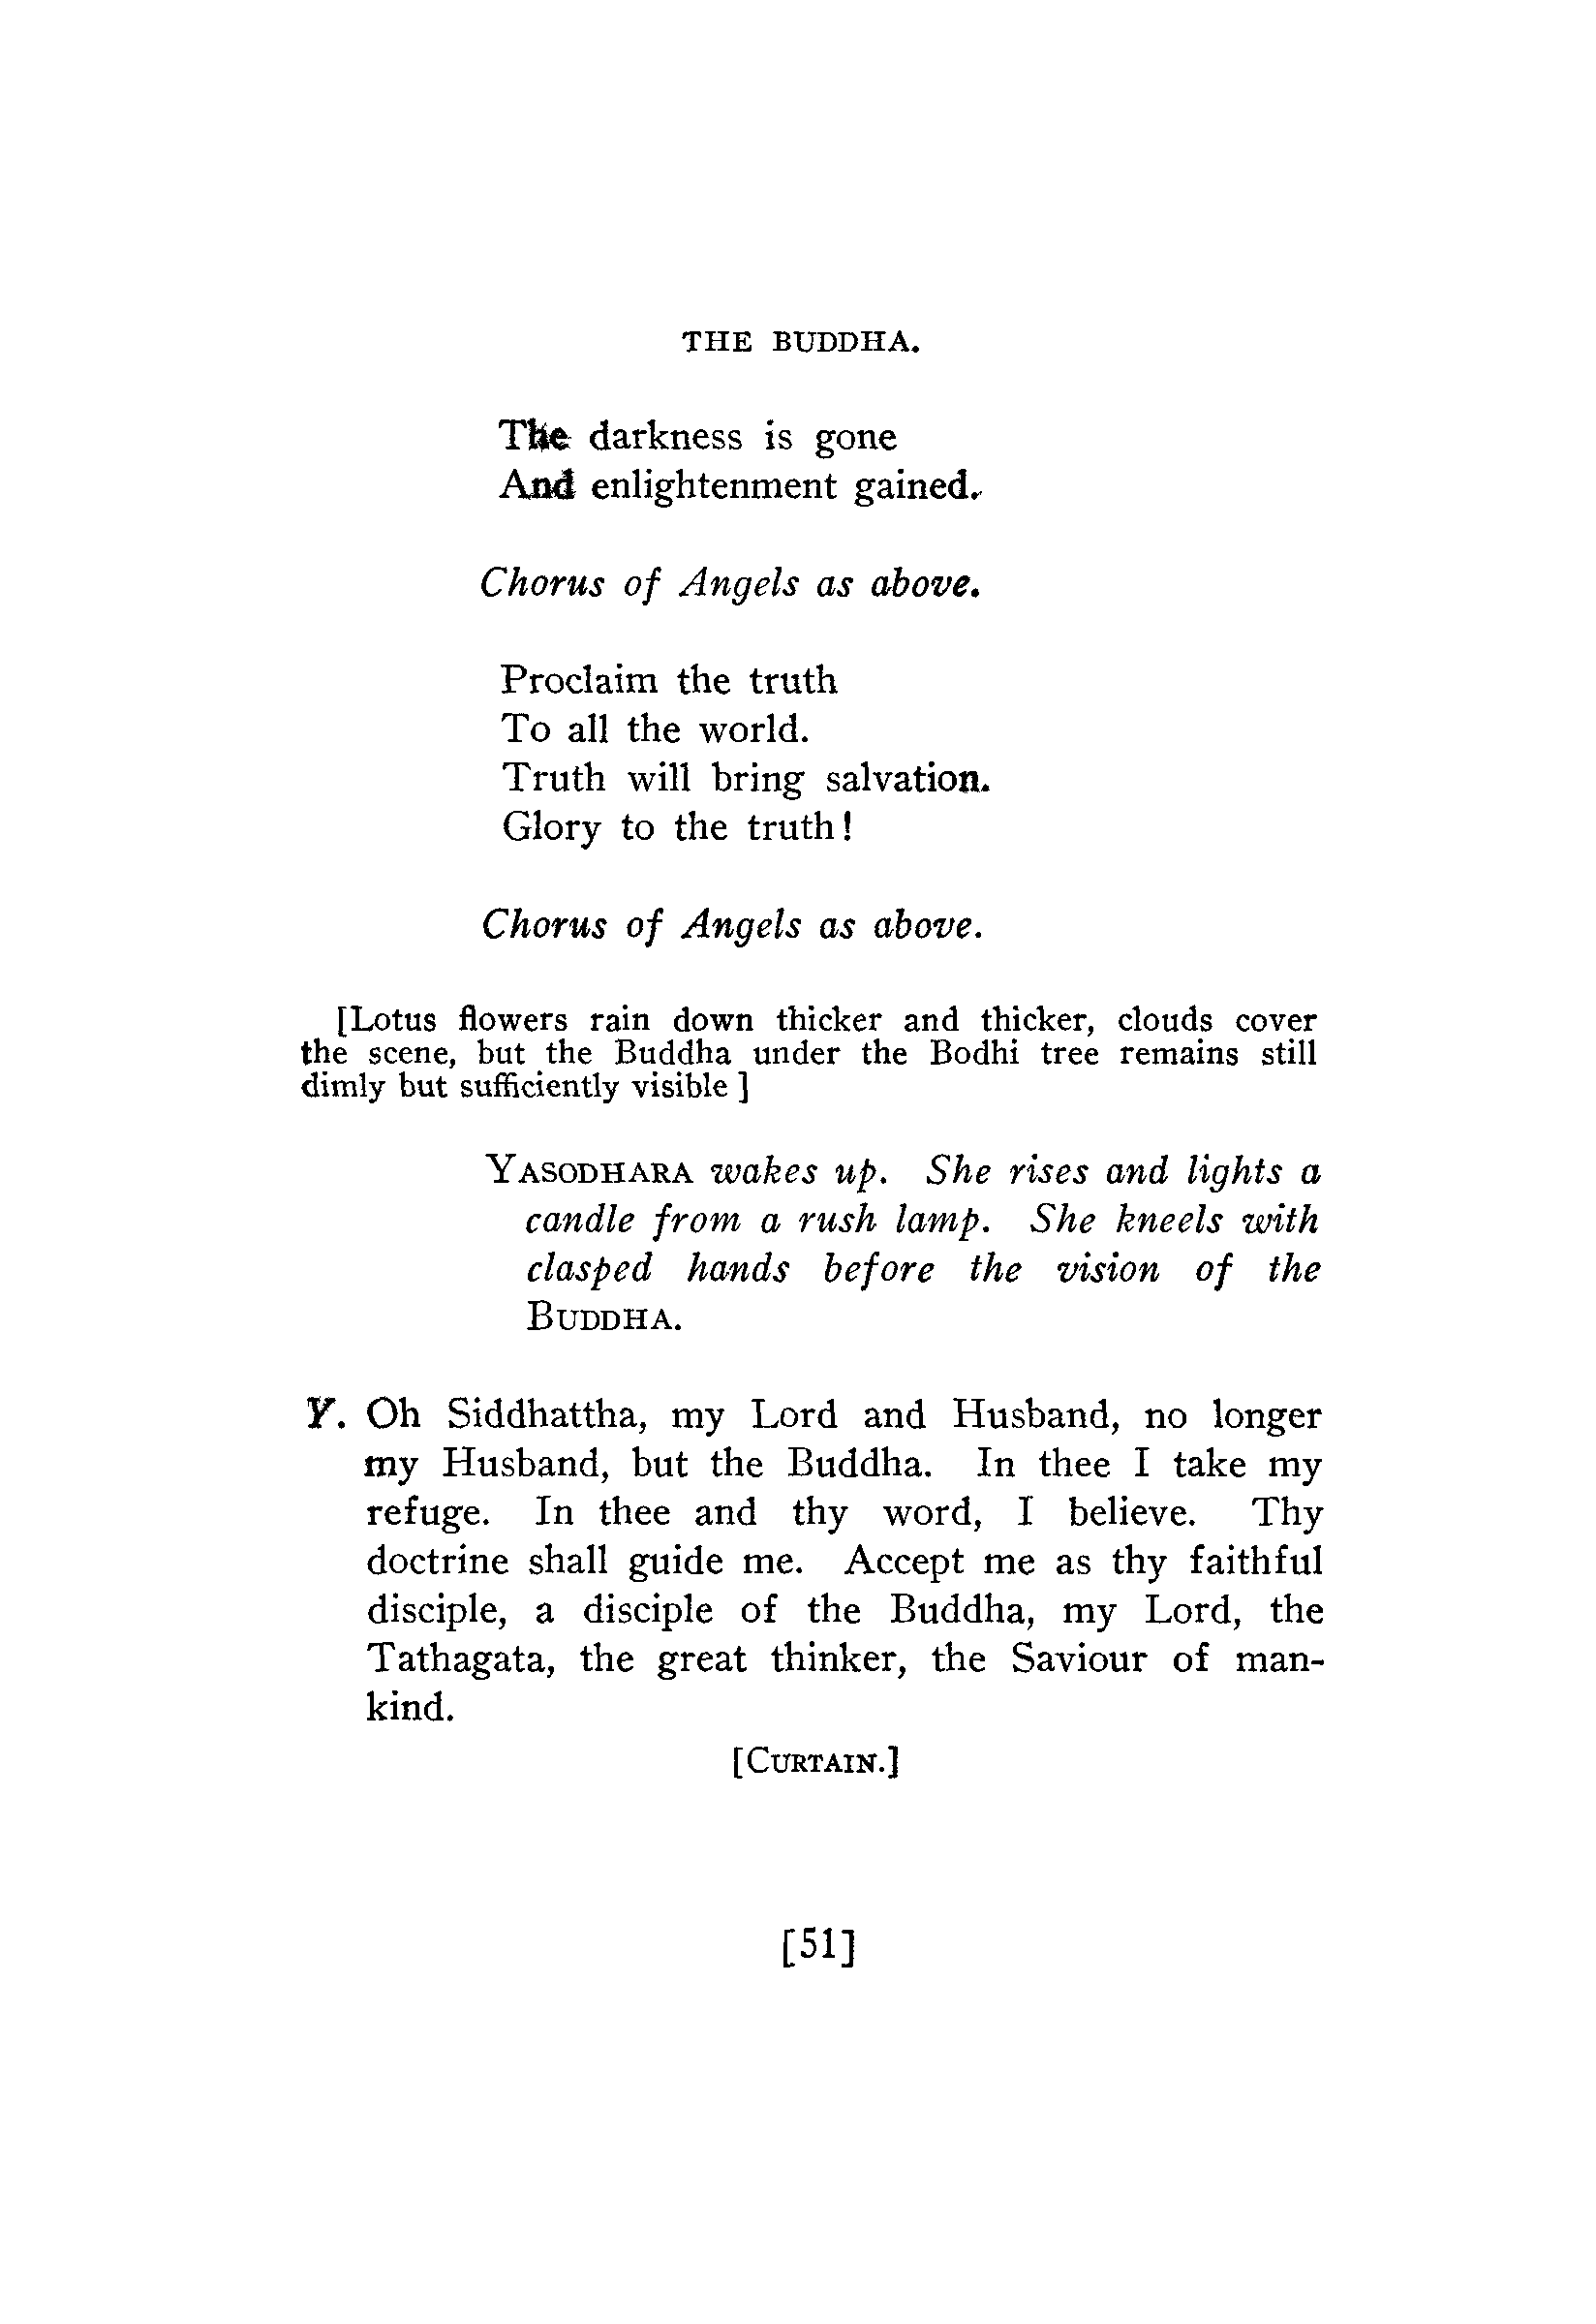 THE BUDDHA.
The darkness is gone
And enlightenment gained.
Chorus of Angels as above.
Proclaim the truth
To all the world.
Truth will bring salvation.
Glory to the truth!
Chorus of Angels as above.
[Lotus flowers rain down thicker and thicker, clouds cover
the scene, but the Buddha under the Bodhi tree remains still
dimly but sufficiently visible ]
YASODHARA wakes up. She rises and lights a
candle from a rush lamp. She kneels with
clasped hands before the vision of the
BUDDHA.
Y. Oh Siddhattha, my Lord and Husband, no longer
my Husband, but the Buddha. In thee I take my
refuge. In thee and thy word, I believe. Thy
doctrine shall guide me. Accept me as thy faithful
disciple, a disciple of the Buddha, my Lord, the
Tathagata, the great thinker, the Saviour of man-
kind.
[CURTAIN.]
[51]